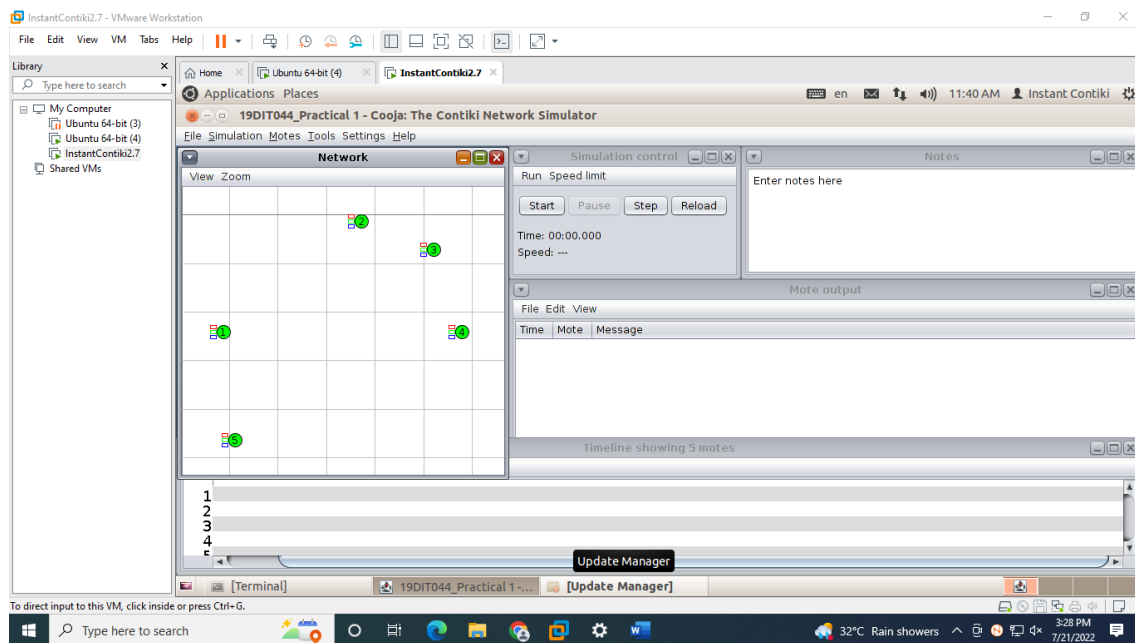 InstantContiki2.7 - VMware Workstation
File Edit View VM Tabs Help
Library
Type here to search
My Computer
Ubuntu 64-bit (3)
Ubuntu 64-bit (4)
InstantContiki2.7
Shared VMs
Home Ubuntu 64-bit (4) InstantContiki2.7
Applications Places en 11:40 AM Instant Contiki
19DIT044_Practical 1 - Cooja: The Contiki Network Simulator
File Simulation Motes Tools Settings Help
Network
View Zoom
2
3
1
4
5
Simulation control
Run Speed limit
Start Pause Step Reload
Time: 00:00.000
Speed: ---
Notes
Enter notes here
Mote output
File Edit View
Time Mote Message
Timeline showing 5 motes
1
2
3
4
5
Update Manager
[Terminal] 19DIT044_Practical 1 -... [Update Manager]
To direct input to this VM, click inside or press Ctrl+G.
Type here to search 32°C Rain showers 3:28 PM
7/21/2022